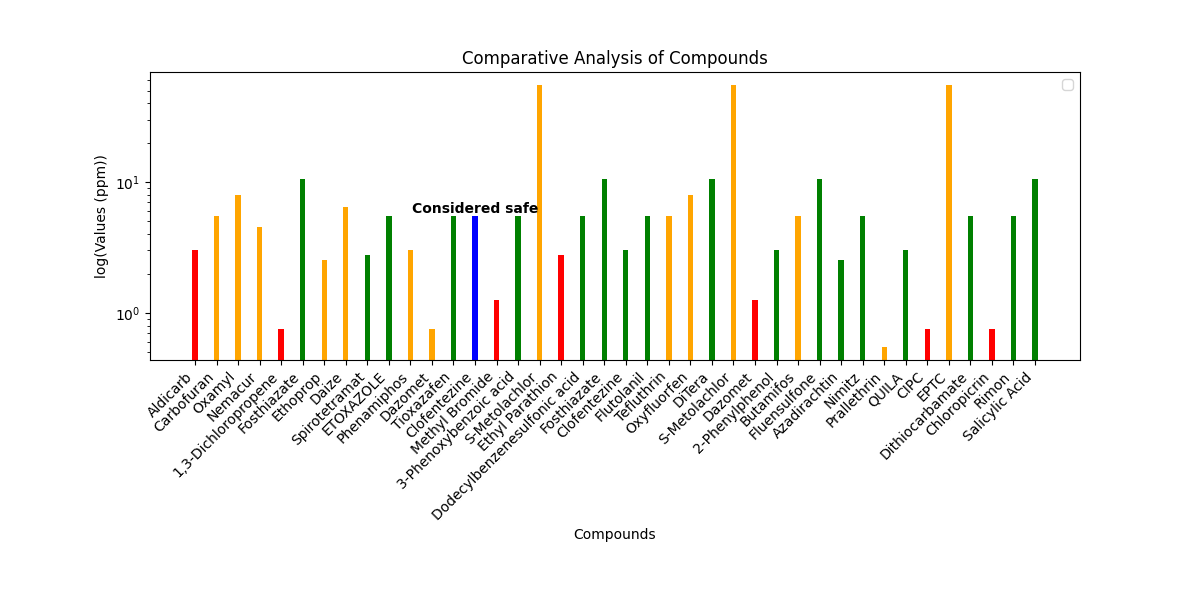 Comparative Analysis of Compounds
log(Values (ppm))
10^1
10^0
Considered safe
Aldicarb
Carbofuran
Oxamyl
Nemacur
1,3-Dichloropropene
Fosthiazate
Ethoprop
Daize
Spirotetramat
ETOXAZOLE
Phenamiphos
Dazomet
Tioxazafen
Clofentezine
Methyl Bromide
3-Phenoxybenzoic acid
S-Metolachlor
Ethyl Parathion
Dodecylbenzenesulfonic acid
Fosthiazate
Clofentezine
Flutolanil
Tefluthrin
Oxyfluorfen
DiTera
S-Metolachlor
Dazomet
2-Phenylphenol
Butamifos
Fluensulfone
Azadirachtin
Nimitz
Prallethrin
QUILA
CIPC
EPTC
Dithiocarbamate
Chloropicrin
Rimon
Salicylic Acid
Compounds